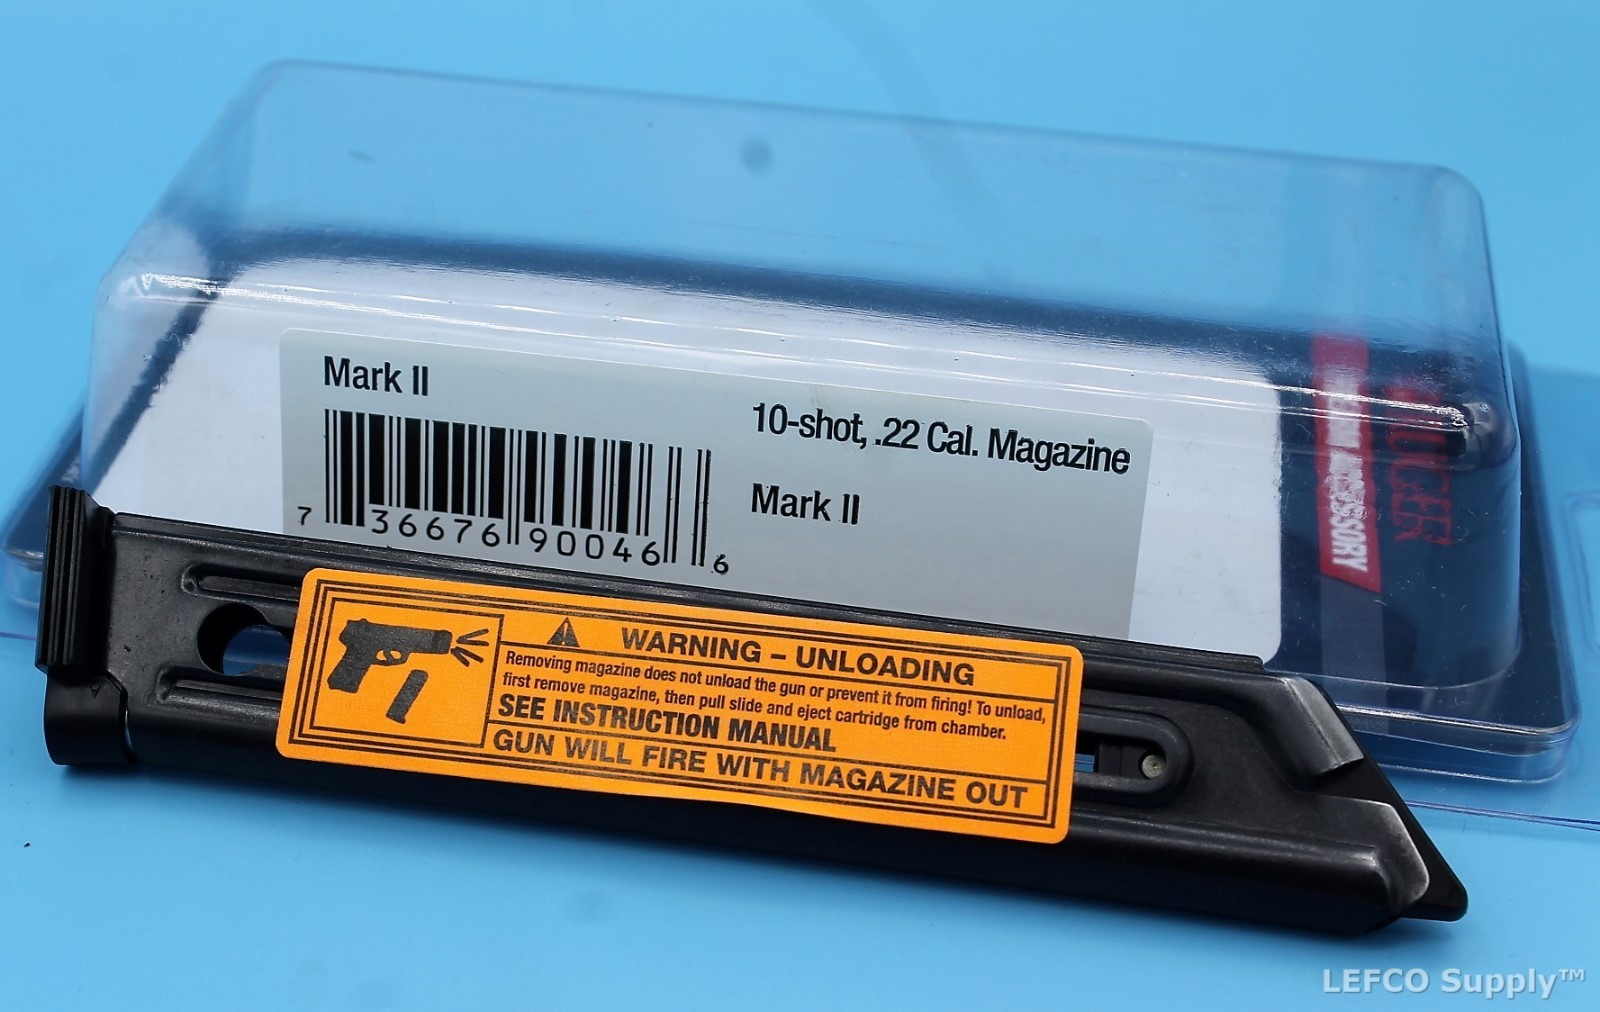 Mark II
10-shot, .22 Cal. Magazine
Mark II
7 36676 90046 6
RUGER
ACCESSORY
WARNING – UNLOADING
Removing magazine does not unload the gun or prevent it from firing! To unload,
first remove magazine, then pull slide and eject cartridge from chamber.
SEE INSTRUCTION MANUAL
GUN WILL FIRE WITH MAGAZINE OUT
LEFCO Supply™